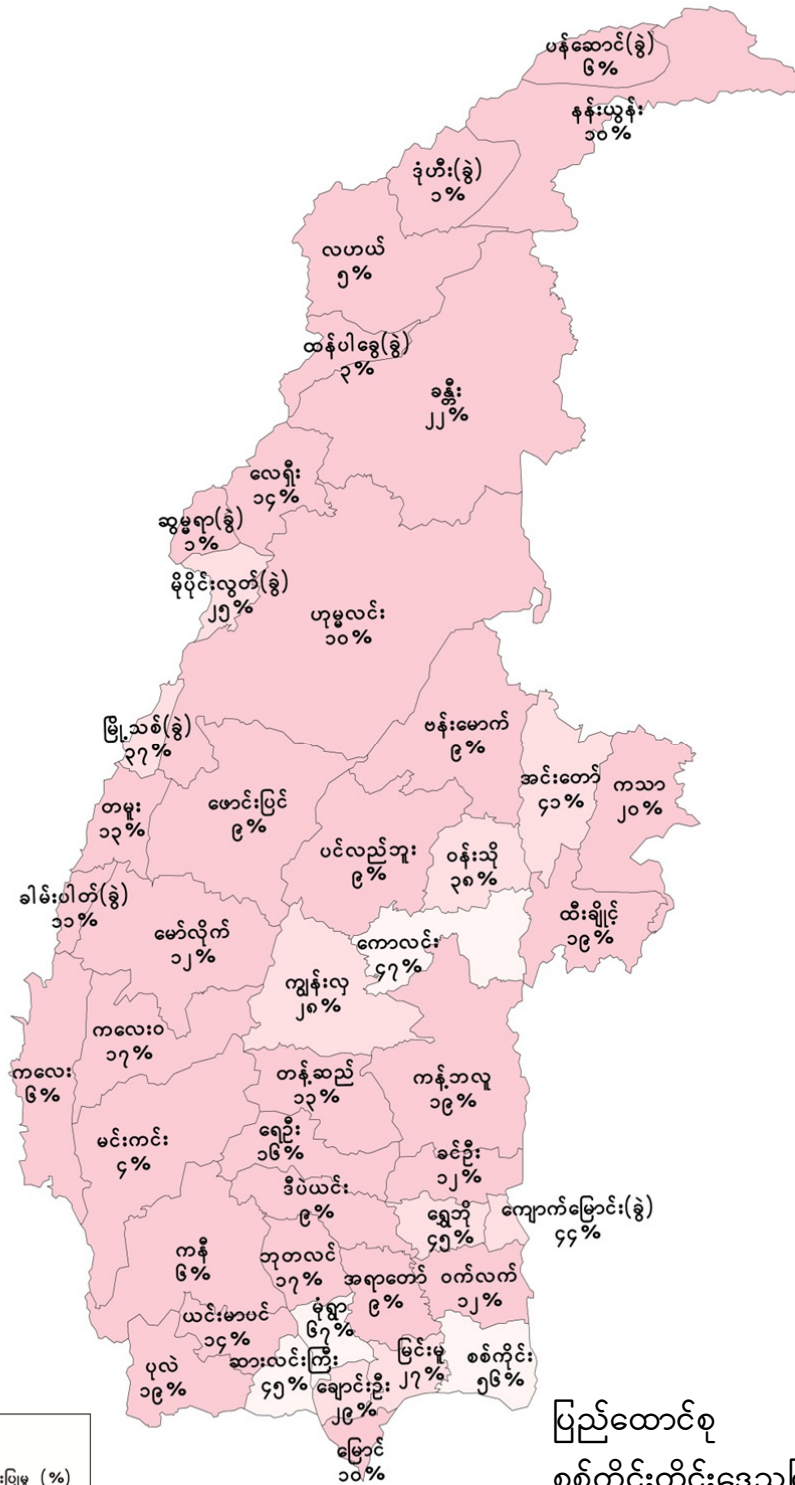 ပန်ဆောင်(ခွဲ)
၆%
နန်းယွန်း
၁၀%
ဒုံဟီး(ခွဲ)
၁%
လဟယ်
၅%
ထန်ပါခွေ(ခွဲ)
၃%
ခန္တီး
၂၂%
လေရှီး
၁၄%
ဆွမ္မရာ(ခွဲ)
၁%
မိုပိုင်းလွတ်(ခွဲ)
၂၅%
ဟုမ္မလင်း
၁၀%
ဗန်းမောက်
၉%
မြို့သစ်(ခွဲ)
၃၇%
အင်းတော်
၄၁%
ကသာ
၂၀%
တမူး
၁၃%
ဖောင်းပြင်
၉%
ပင်လည်ဘူး
၉%
ဝန်းသို
၃၈%
ခါမ်းပါတ်(ခွဲ)
၁၁%
မော်လိုက်
၁၂%
ထီးချိုင့်
၁၉%
ကောလင်း
၄၇%
ကျွန်းလှ
၂၈%
ကလေးဝ
၁၇%
ကလေး
၆%
တန့်ဆည်
၁၃%
ကန့်ဘလူ
၁၉%
မင်းကင်း
၄%
ရေဦး
၁၆%
ခင်ဦး
၁၂%
ဒီပဲယင်း
၉%
ရွှေဘို
၄၅%
ကျောက်မြောင်း(ခွဲ)
၄၄%
ကနီ
၆%
ဘုတလင်
၁၇%
အရာတော်
၉%
ဝက်လက်
၁၂%
ယင်းမာပင်
၁၄%
မုံရွာ
၆၇%
ပုလဲ
၁၉%
ဆားလင်းကြီး
၄၅%
မြင်းမူ
၂၇%
စစ်ကိုင်း
၅၆%
ချောင်းဦး
၂၉%
မြောင်
၁၀%
ပြည်ထောင်စု
(%)